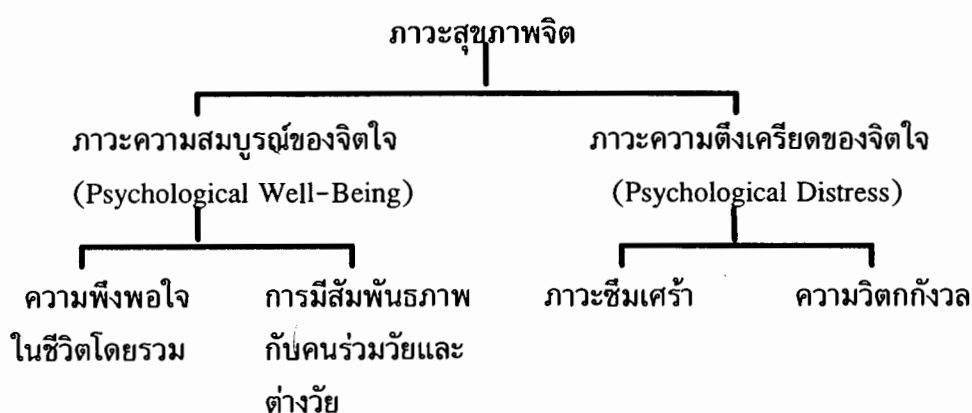 ภาวะสุขภาพจิต
ภาวะความสมบูรณ์ของจิตใจ
(Psychological Well-Being)
ภาวะความตึงเครียดของจิตใจ
(Psychological Distress)
ความพึงพอใจ
ในชีวิตโดยรวม
การมีสัมพันธภาพ
กับคนร่วมวัยและ
ต่างวัย
ภาวะซึมเศร้า
ความวิตกกังวล